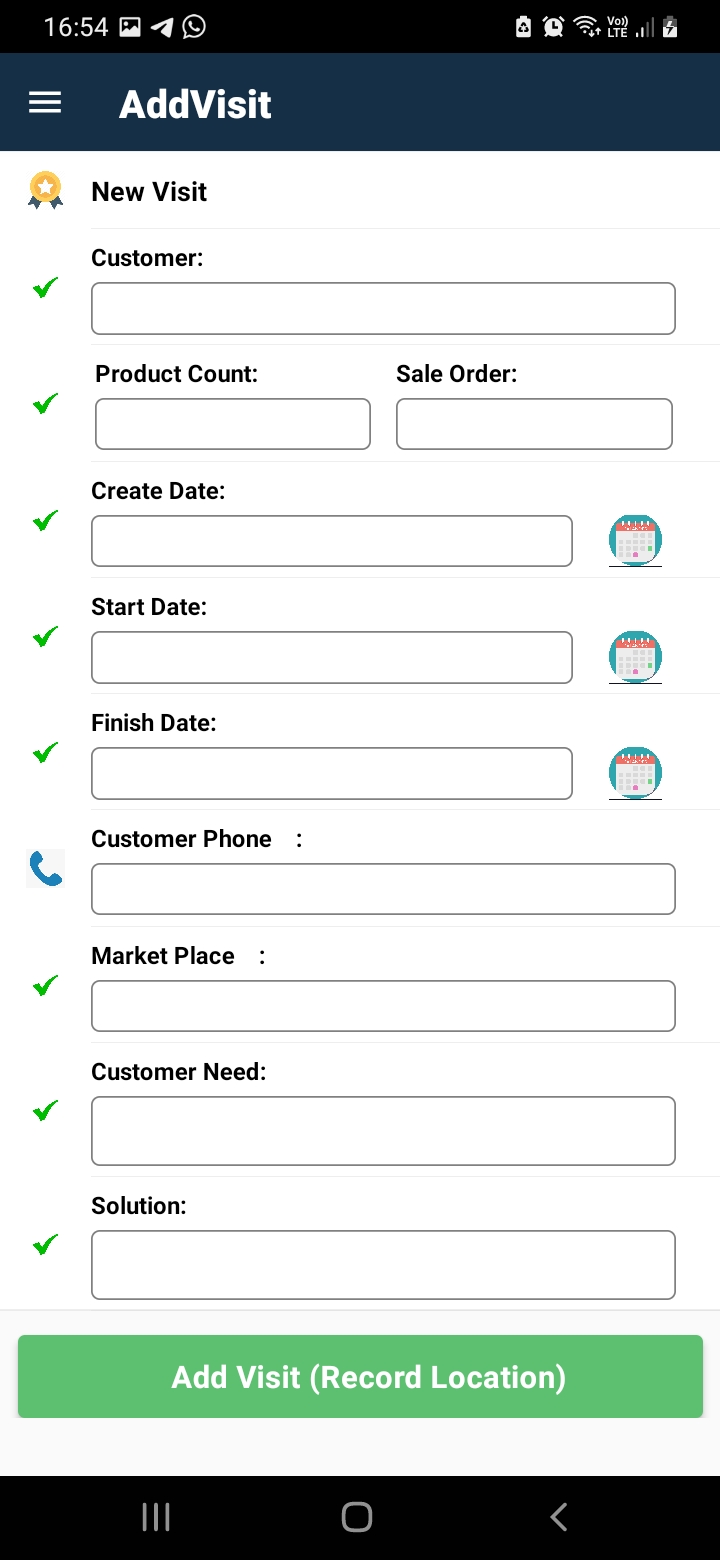 16:54
Vo)) LTE
AddVisit
New Visit
Customer:
Product Count: Sale Order:
Create Date:
Start Date:
Finish Date:
Customer Phone :
Market Place :
Customer Need:
Solution:
Add Visit (Record Location)